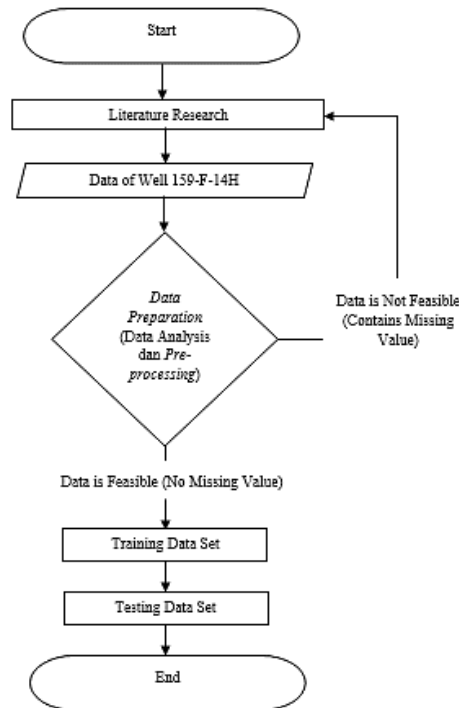 Start
Literature Research
Data of Well 159-F-14H
Data
Preparation
(Data Analysis
dan Pre-
processing)
Data is Not Feasible
(Contains Missing
Value)
Data is Feasible (No Missing Value)
Training Data Set
Testing Data Set
End